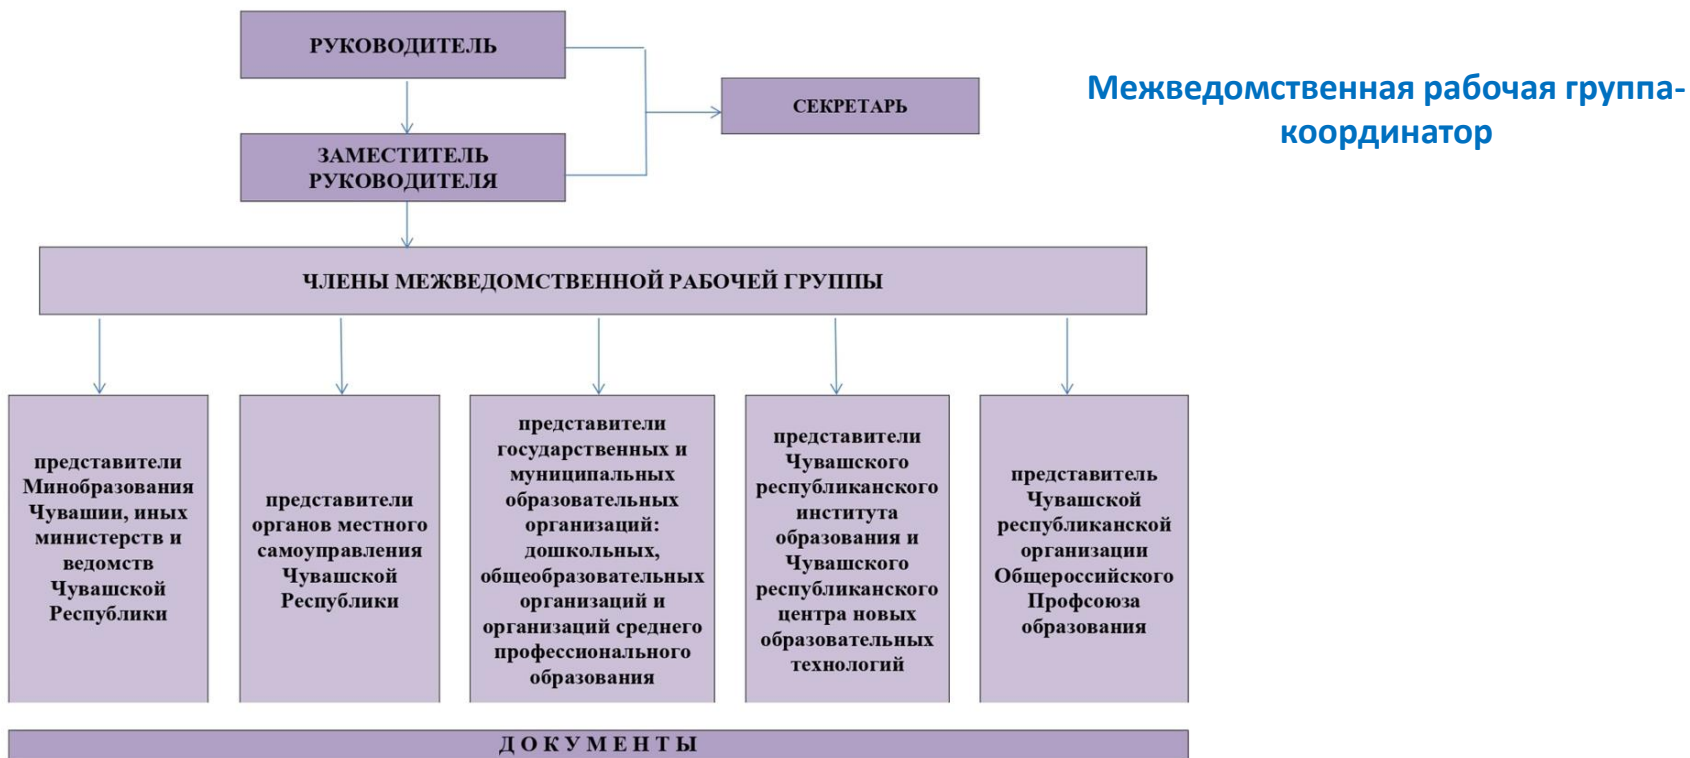 РУКОВОДИТЕЛЬ
СЕКРЕТАРЬ
Межведомственная рабочая группа-
координатор
ЗАМЕСТИТЕЛЬ
РУКОВОДИТЕЛЯ
ЧЛЕНЫ МЕЖВЕДОМСТВЕННОЙ РАБОЧЕЙ ГРУППЫ
представители
Минобразования
Чувашии, иных
министерств и
ведомств
Чувашской
Республики
представители
органов местного
самоуправления
Чувашской
Республики
представители
государственных и
муниципальных
образовательных
организаций:
дошкольных,
общеобразовательных
организаций и
организаций среднего
профессионального
образования
представители
Чувашского
республиканского
института
образования и
Чувашского
республиканского
центра новых
образовательных
технологий
представитель
Чувашской
республиканской
организации
Общероссийского
Профсоюза
образования
Д О К У М Е Н Т Ы